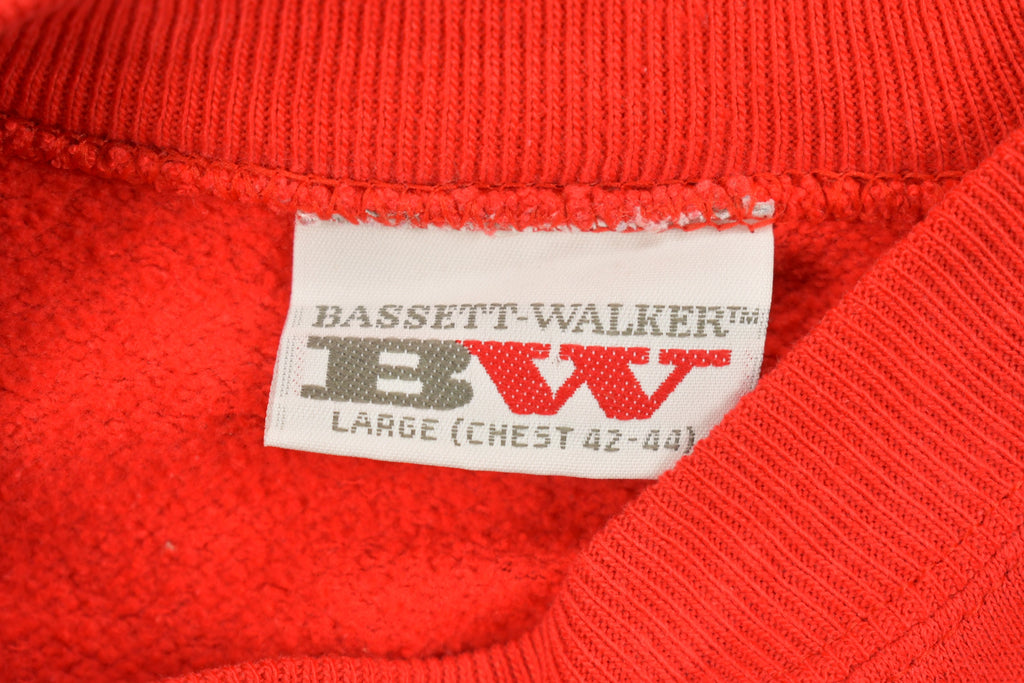 BASSETT-WALKER™
BW
LARGE (CHEST 42-44)